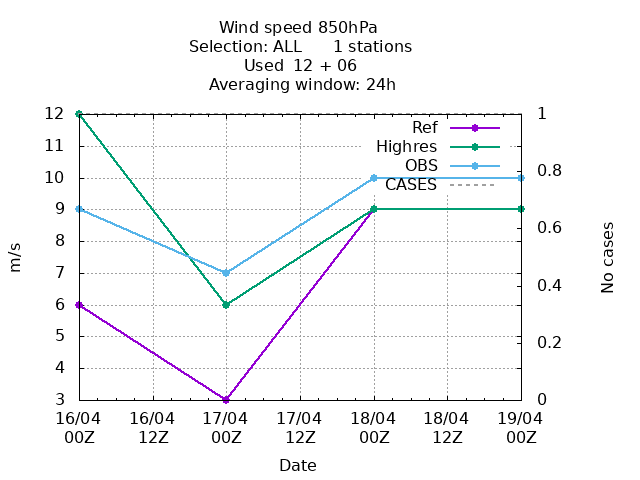 Wind speed 850hPa
Selection: ALL      1 stations
Used  12 + 06
Averaging window: 24h
12
11
10
9
8
7
6
5
4
3
m/s
1
0.8
0.6
0.4
0.2
0
No cases
Ref
Highres
OBS
CASES
16/04 16/04 17/04 17/04 18/04 18/04 19/04
00Z 12Z 00Z 12Z 00Z 12Z 00Z
Date